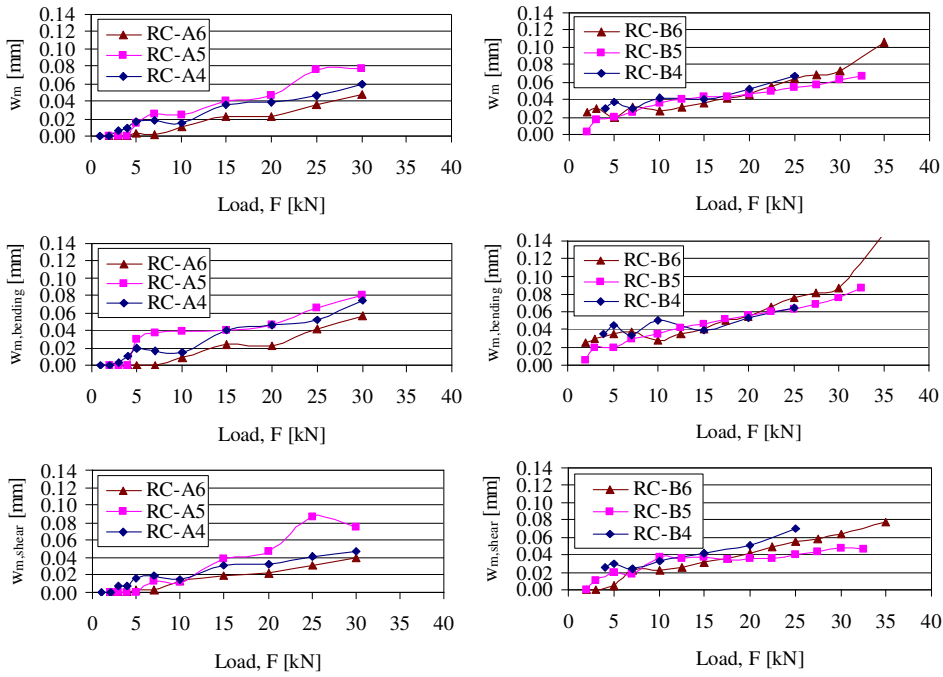 0.14
0.12
0.10
0.08
0.06
0.04
0.02
0.00
wm [mm]
RC-A6
RC-A5
RC-A4
0 5 10 15 20 25 30 35 40
Load, F [kN]
0.14
0.12
0.10
0.08
0.06
0.04
0.02
0.00
wm [mm]
RC-B6
RC-B5
RC-B4
0 5 10 15 20 25 30 35 40
Load, F [kN]
0.14
0.12
0.10
0.08
0.06
0.04
0.02
0.00
wm,bending [mm]
RC-A6
RC-A5
RC-A4
0 5 10 15 20 25 30 35 40
Load, F [kN]
0.14
0.12
0.10
0.08
0.06
0.04
0.02
0.00
wm,bending [mm]
RC-B6
RC-B5
RC-B4
0 5 10 15 20 25 30 35 40
Load, F [kN]
0.14
0.12
0.10
0.08
0.06
0.04
0.02
0.00
wm,shear [mm]
RC-A6
RC-A5
RC-A4
0 5 10 15 20 25 30 35 40
Load, F [kN]
0.14
0.12
0.10
0.08
0.06
0.04
0.02
0.00
wm,shear [mm]
RC-B6
RC-B5
RC-B4
0 5 10 15 20 25 30 35 40
Load, F [kN]